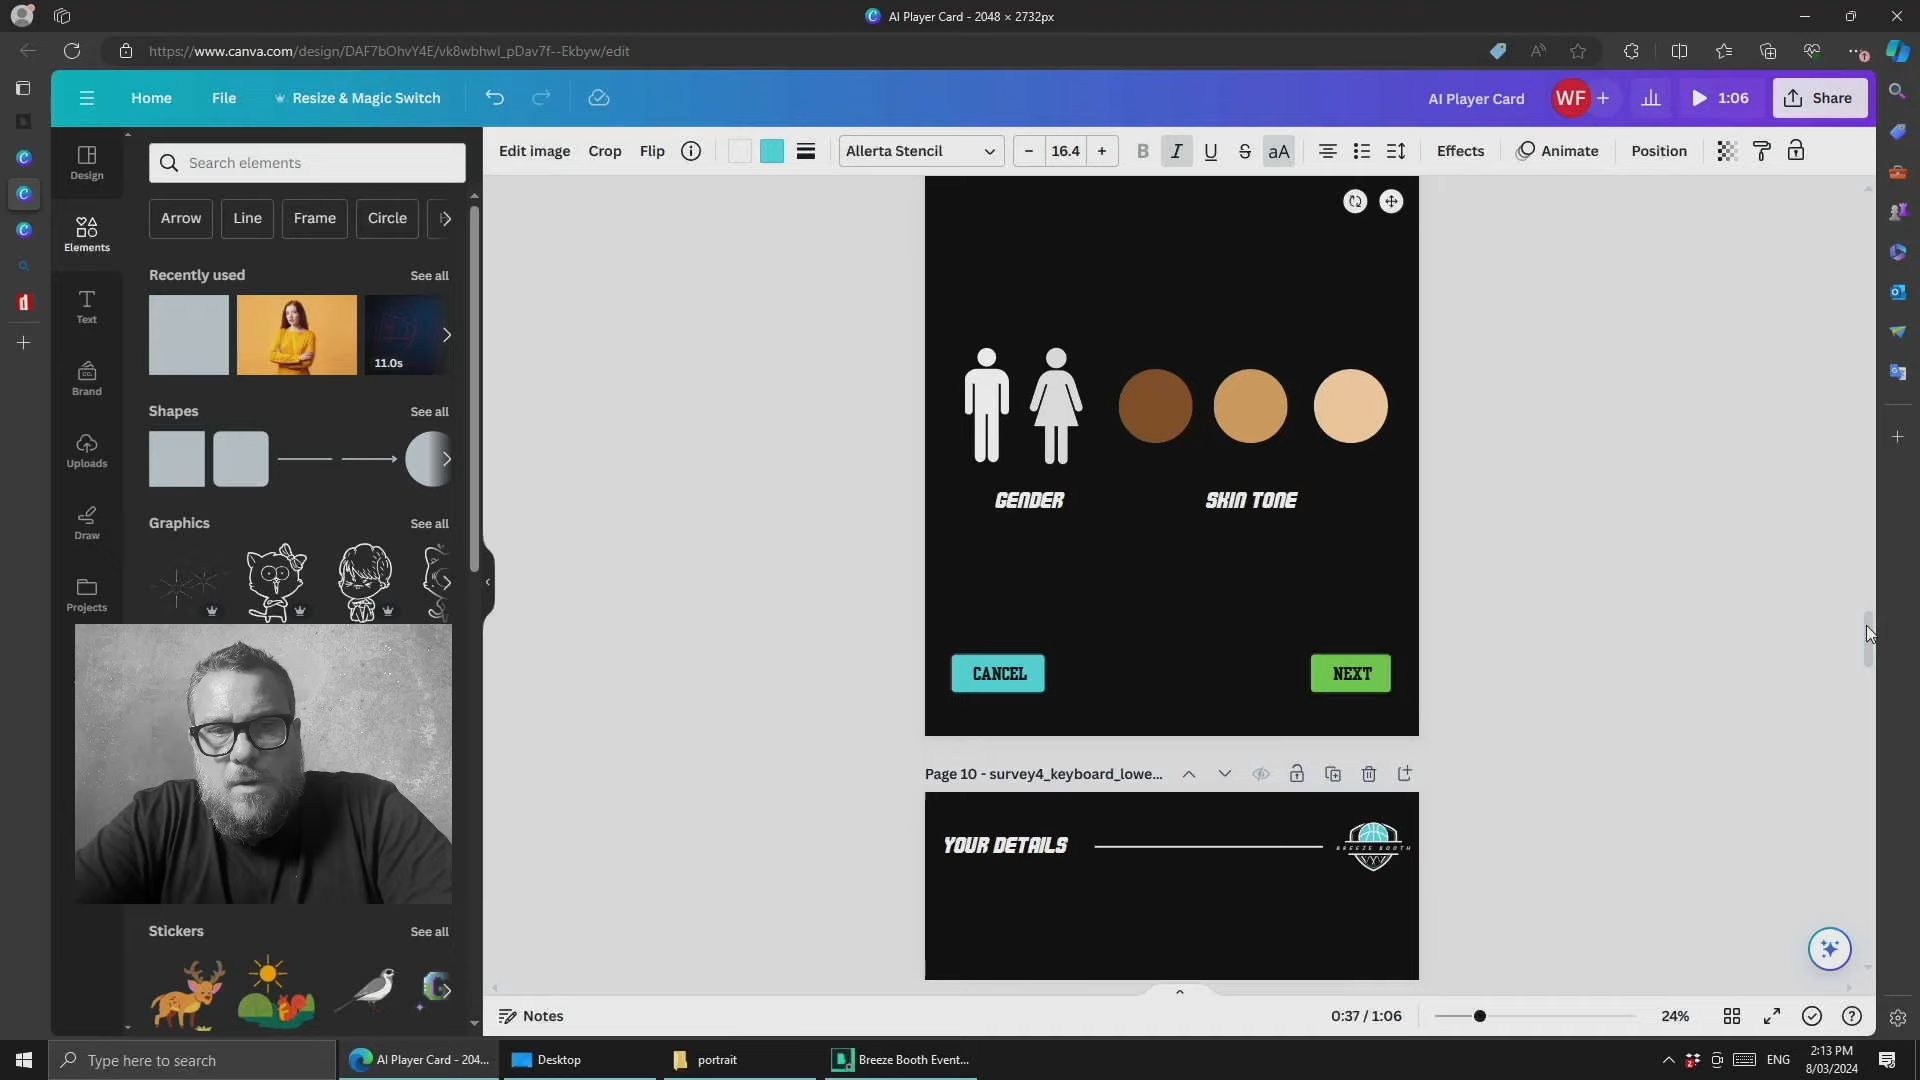 AI Player Card - 2048 × 2732px
https://www.canva.com/design/DAF7bOhvY4E/vk8wbhwI_pDav7f--Ekbyw/edit
Home
File
Resize & Magic Switch
AI Player Card
WF
1:06
Share
Design
Elements
Text
Brand
Uploads
Draw
Projects
Search elements
Arrow
Line
Frame
Circle
Recently used
See all
11.0s
Shapes
See all
Graphics
See all
Stickers
See all
Edit image
Crop
Flip
Allerta Stencil
16.4
B
I
U
S
aA
Effects
Animate
Position
GENDER
SKIN TONE
CANCEL
NEXT
Page 10 - survey4_keyboard_lowe...
YOUR DETAILS
BREEZE BOOTH
Notes
0:37 / 1:06
24%
Type here to search
AI Player Card - 204...
Desktop
portrait
Breeze Booth Event...
ENG
2:13 PM
8/03/2024